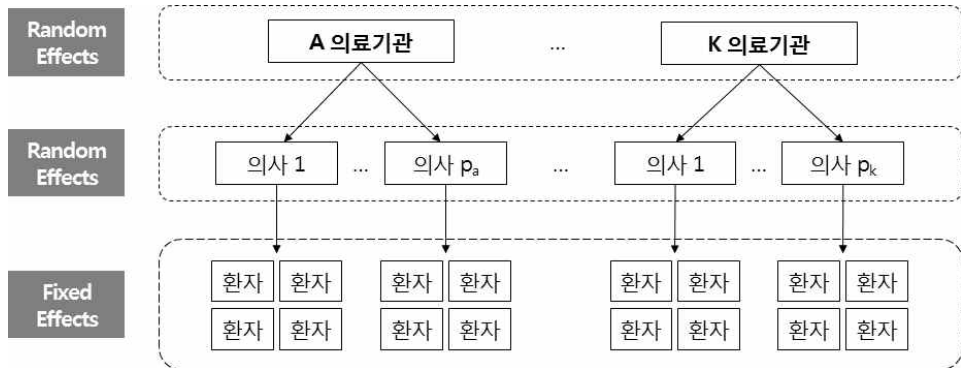 Random
Effects
A 의료기관
...
K 의료기관
Random
Effects
의사 1
...
의사 pₐ
...
의사 1
...
의사 pₖ
Fixed
Effects
환자 환자 환자 환자 환자 환자 환자 환자
환자 환자 환자 환자 환자 환자 환자 환자